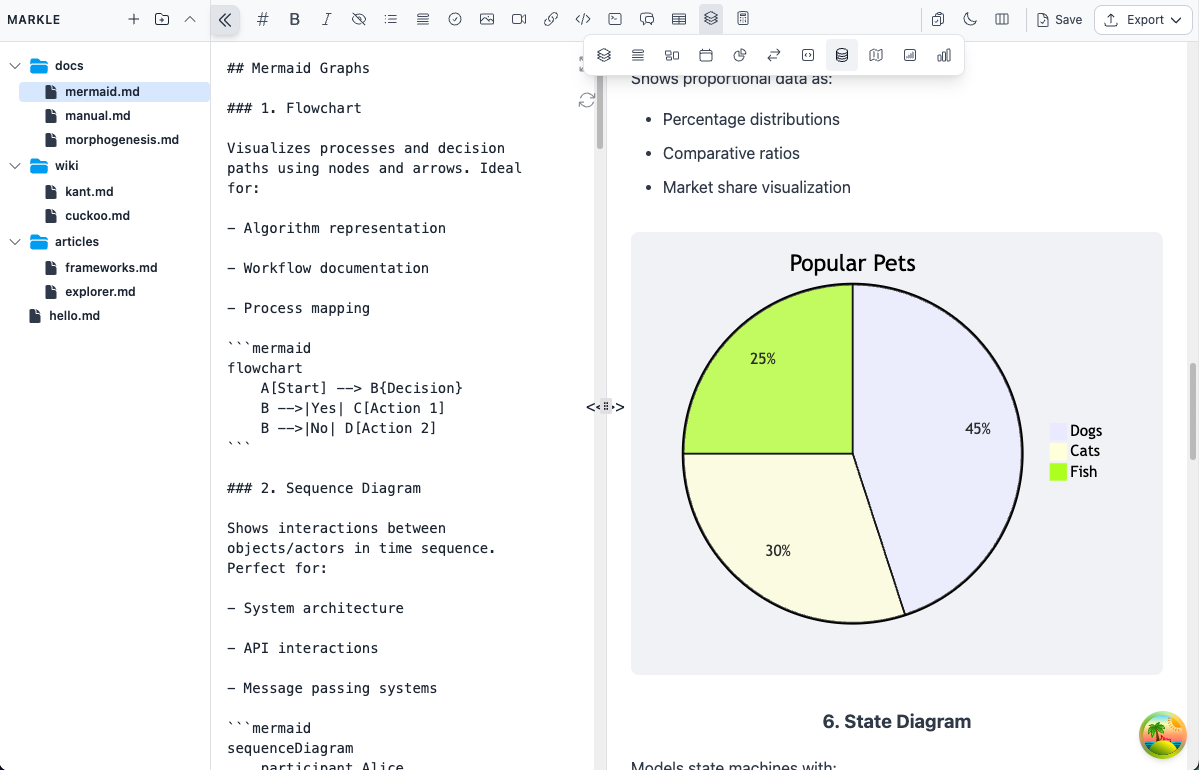 MARKLE
Save
Export
docs
mermaid.md
manual.md
morphogenesis.md
wiki
kant.md
cuckoo.md
articles
frameworks.md
explorer.md
hello.md
## Mermaid Graphs
### 1. Flowchart
Visualizes processes and decision
paths using nodes and arrows. Ideal
for:
- Algorithm representation
- Workflow documentation
- Process mapping
```mermaid
flowchart
    A[Start] --> B{Decision}
    B -->|Yes| C[Action 1]
    B -->|No| D[Action 2]
```
### 2. Sequence Diagram
Shows interactions between
objects/actors in time sequence.
Perfect for:
- System architecture
- API interactions
- Message passing systems
```mermaid
sequenceDiagram
    participant Alice
Shows proportional data as:
• Percentage distributions
• Comparative ratios
• Market share visualization
Popular Pets
25%
45%
30%
Dogs
Cats
Fish
6. State Diagram
Models state machines with: